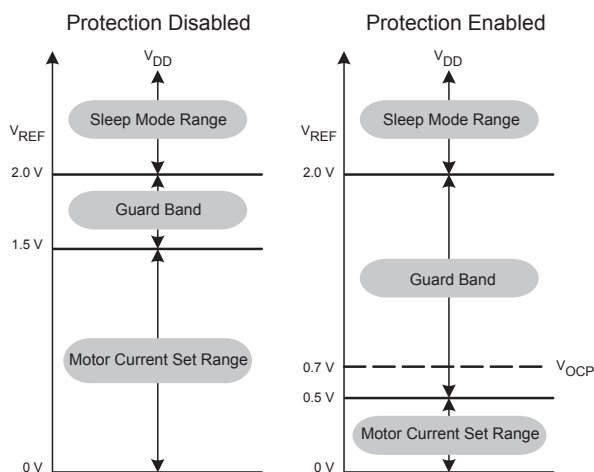 Protection Disabled
VDD
Sleep Mode Range
VREF
2.0 V
Guard Band
1.5 V
Motor Current Set Range
0 V
Protection Enabled
VDD
Sleep Mode Range
VREF
2.0 V
Guard Band
0.7 V
VOCP
0.5 V
Motor Current Set Range
0 V